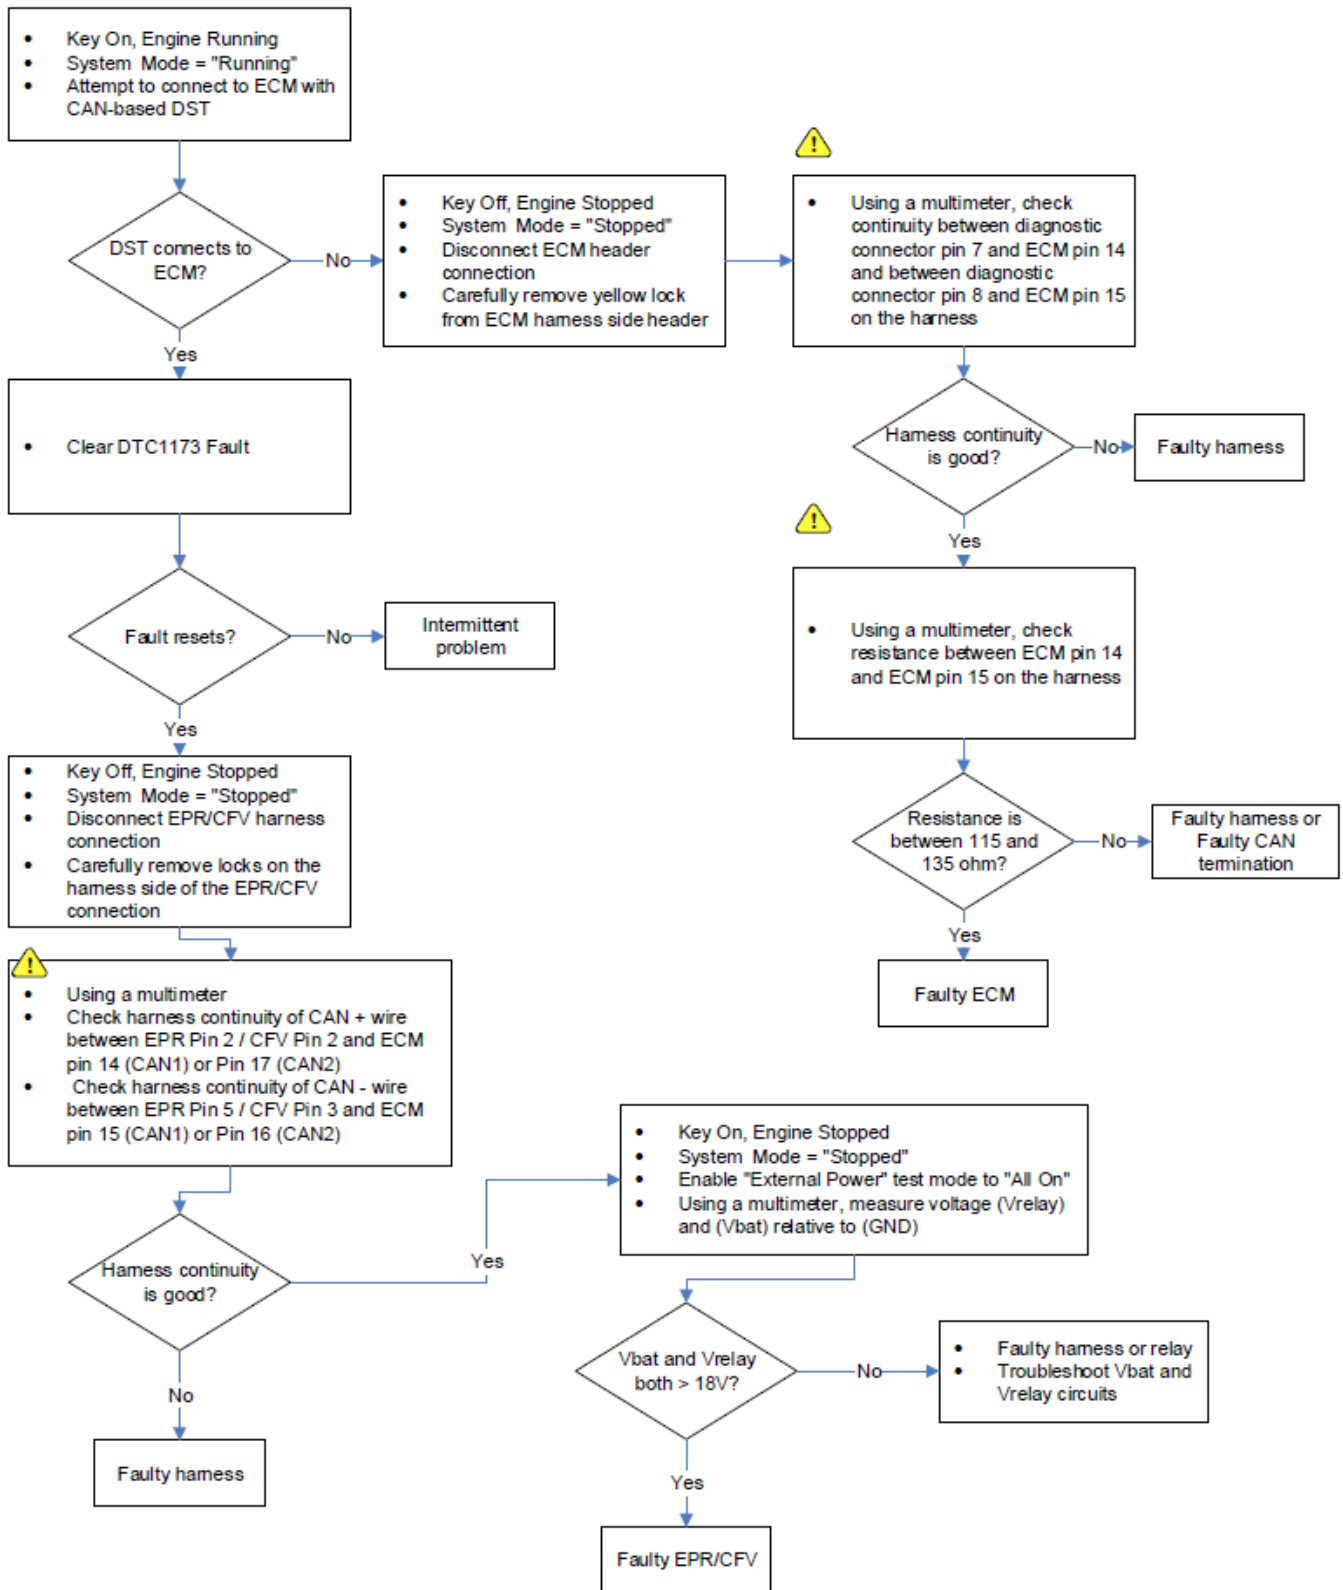 • Key On, Engine Running
• System Mode = "Running"
• Attempt to connect to ECM with
CAN-based DST
DST connects to
ECM?
No
• Key Off, Engine Stopped
• System Mode = "Stopped"
• Disconnect ECM header
connection
• Carefully remove yellow lock
from ECM harness side header
!
• Using a multimeter, check
continuity between diagnostic
connector pin 7 and ECM pin 14
and between diagnostic
connector pin 8 and ECM pin 15
on the harness
Yes
• Clear DTC1173 Fault
Harness continuity
is good?
No
Faulty harness
Yes
!
• Using a multimeter, check
resistance between ECM pin 14
and ECM pin 15 on the harness
Fault resets?
No
Intermittent
problem
Yes
• Key Off, Engine Stopped
• System Mode = "Stopped"
• Disconnect EPR/CFV harness
connection
• Carefully remove locks on the
harness side of the EPR/CFV
connection
Resistance is
between 115 and
135 ohm?
No
Faulty harness or
Faulty CAN
termination
Yes
Faulty ECM
!
• Using a multimeter
• Check harness continuity of CAN + wire
between EPR Pin 2 / CFV Pin 2 and ECM
pin 14 (CAN1) or Pin 17 (CAN2)
• Check harness continuity of CAN - wire
between EPR Pin 5 / CFV Pin 3 and ECM
pin 15 (CAN1) or Pin 16 (CAN2)
Harness continuity
is good?
Yes
• Key On, Engine Stopped
• System Mode = "Stopped"
• Enable "External Power" test mode to "All On"
• Using a multimeter, measure voltage (Vrelay)
and (Vbat) relative to (GND)
No
Faulty harness
Vbat and Vrelay
both > 18V?
No
• Faulty harness or relay
• Troubleshoot Vbat and
Vrelay circuits
Yes
Faulty EPR/CFV